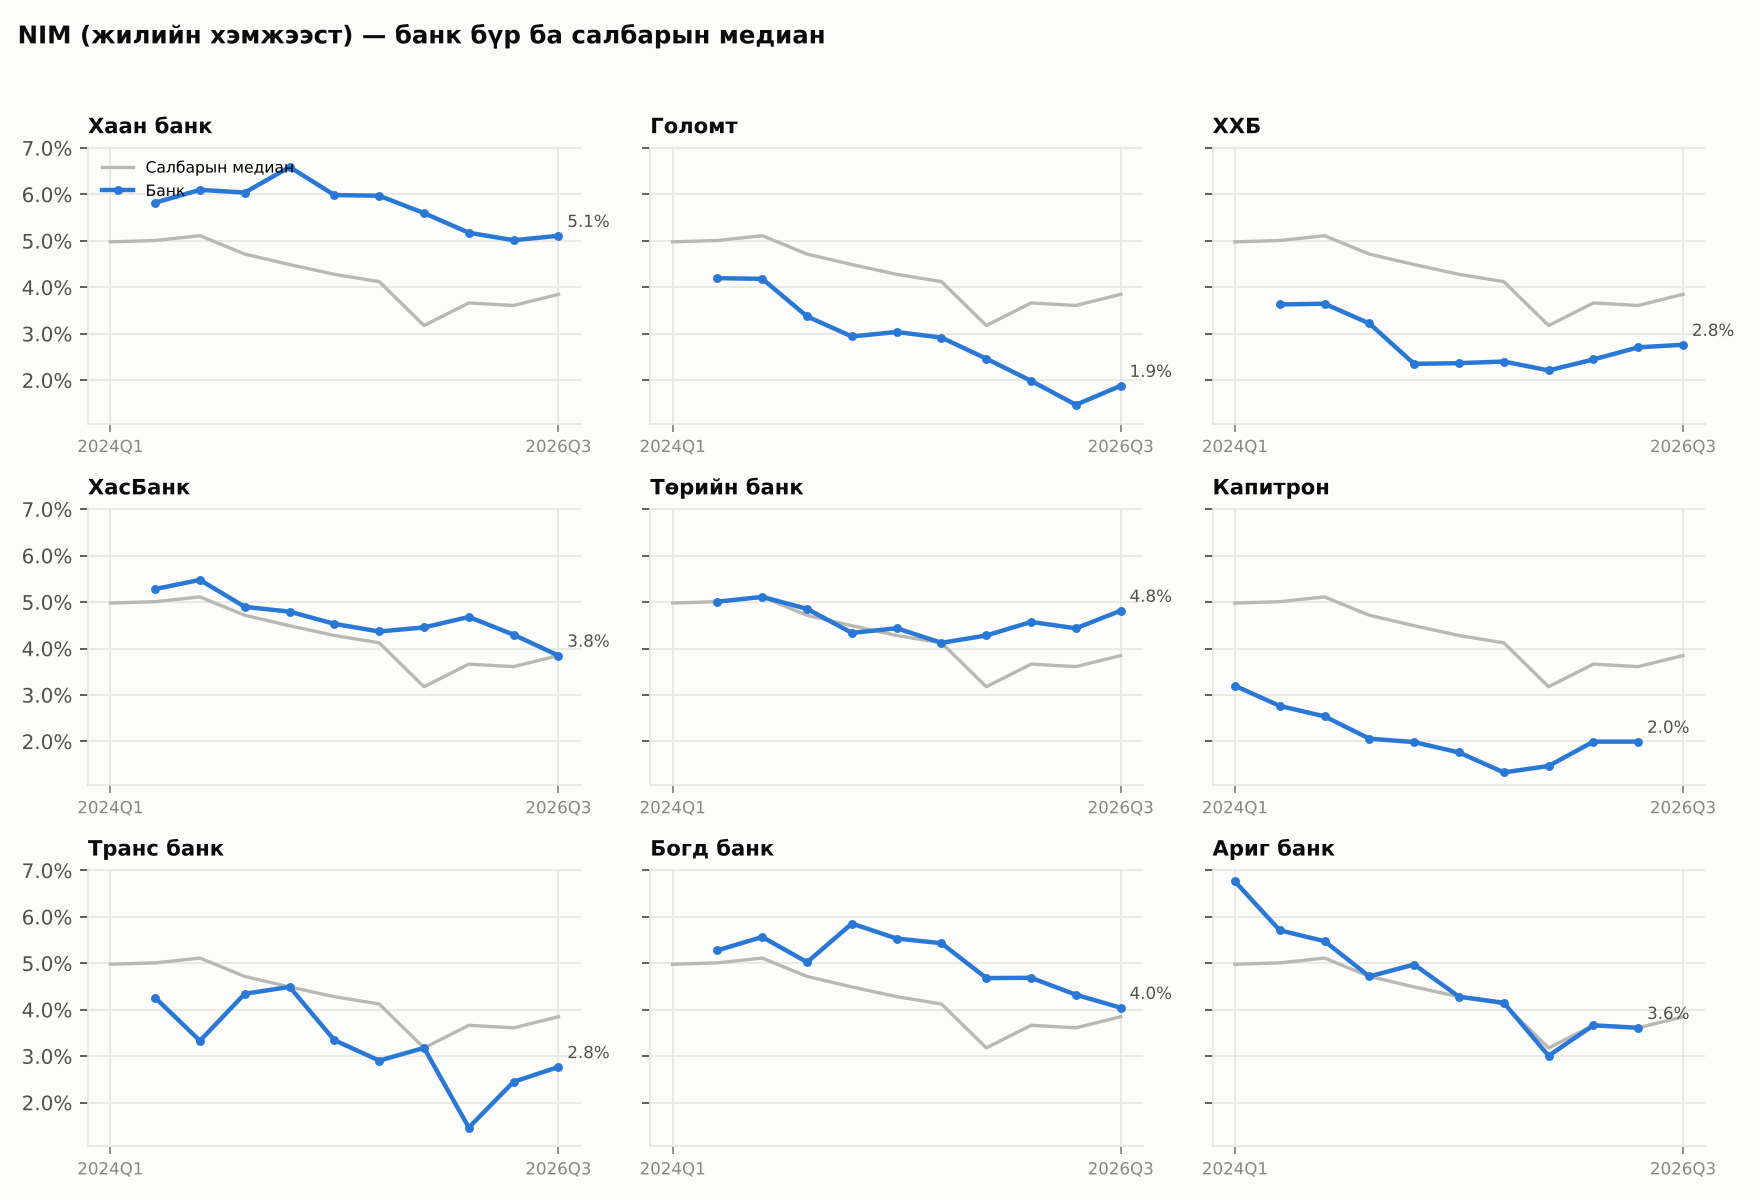 NIM (жилийн хэмжээст) — банк бүр ба салбарын медиан
Хаан банк
7.0%
6.0%
5.0%
4.0%
3.0%
2.0%
Салбарын медиан
Банк
5.1%
2024Q1
2026Q3
Голомт
1.9%
2024Q1
2026Q3
ХХБ
2.8%
2024Q1
2026Q3
ХасБанк
7.0%
6.0%
5.0%
4.0%
3.0%
2.0%
3.8%
2024Q1
2026Q3
Төрийн банк
4.8%
2024Q1
2026Q3
Капитрон
2.0%
2024Q1
2026Q3
Транс банк
7.0%
6.0%
5.0%
4.0%
3.0%
2.0%
2.8%
2024Q1
2026Q3
Богд банк
4.0%
2024Q1
2026Q3
Ариг банк
3.6%
2024Q1
2026Q3